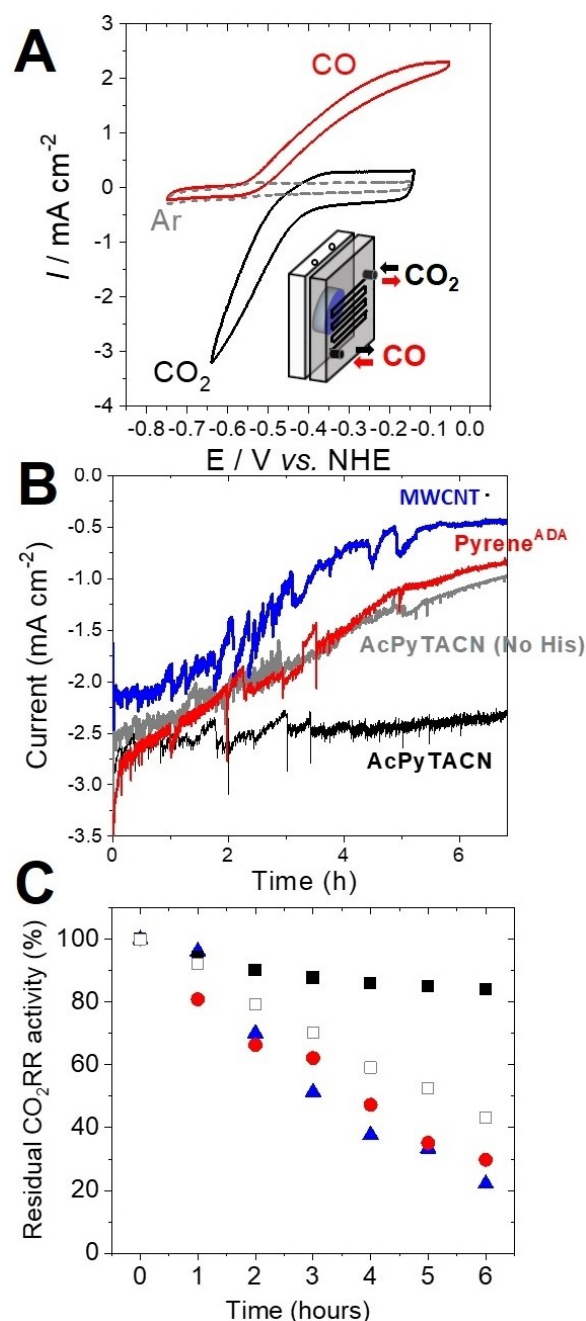 A
3
2
1
0
-1
-2
-3
-4
I / mA cm-2
CO
Ar
CO2
CO2
CO
-0.8 -0.7 -0.6 -0.5 -0.4 -0.3 -0.2 -0.1 0.0
E / V vs. NHE
B
0.0
-0.5
-1.0
-1.5
-2.0
-2.5
-3.0
-3.5
Current (mA cm-2)
MWCNT
PyreneADA
AcPyTACN (No His)
AcPyTACN
0 2 4 6
Time (h)
C
100
80
60
40
20
0
Residual CO2RR activity (%)
0 1 2 3 4 5 6
Time (hours)